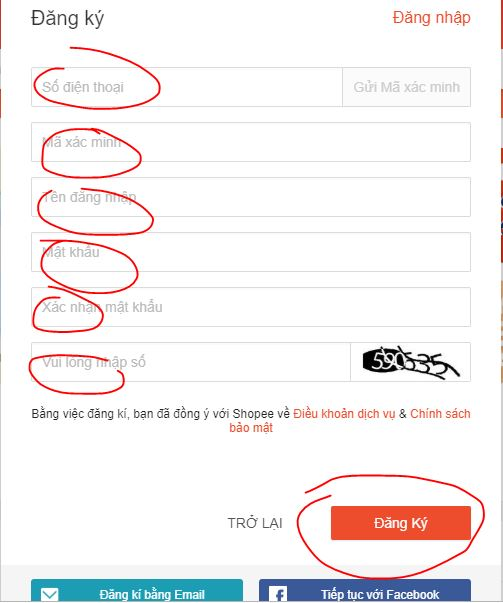 Đăng ký
Đăng nhập
Số điện thoại
Gửi Mã xác minh
Mã xác minh
Tên đăng nhập
Mật khẩu
Xác nhận mật khẩu
Vui lòng nhập số
590535
Bằng việc đăng kí, bạn đã đồng ý với Shopee về Điều khoản dịch vụ & Chính sách
bảo mật
TRỞ LẠI
Đăng Ký
Đăng kí bằng Email
Tiếp tục với Facebook